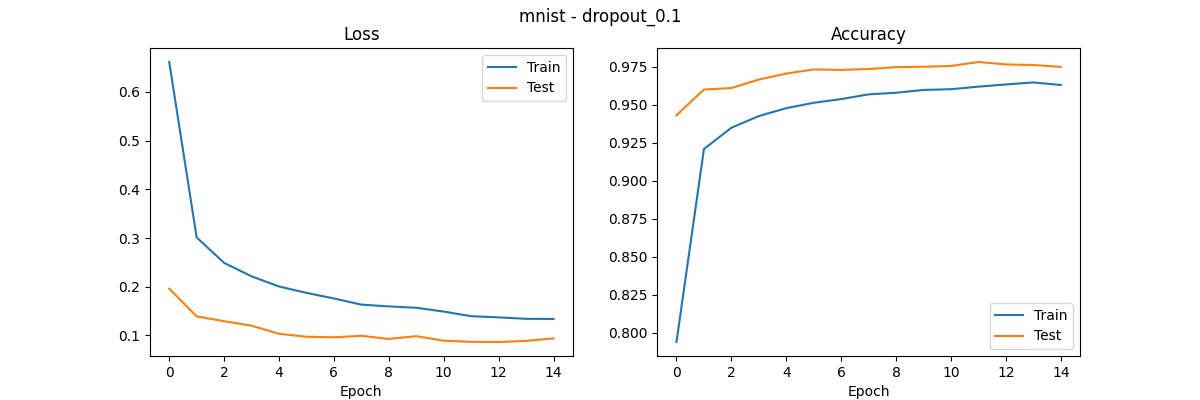 mnist - dropout_0.1
Loss
0.6
0.5
0.4
0.3
0.2
0.1
0 2 4 6 8 10 12 14
Epoch
Train
Test
Accuracy
0.975
0.950
0.925
0.900
0.875
0.850
0.825
0.800
0 2 4 6 8 10 12 14
Epoch
Train
Test